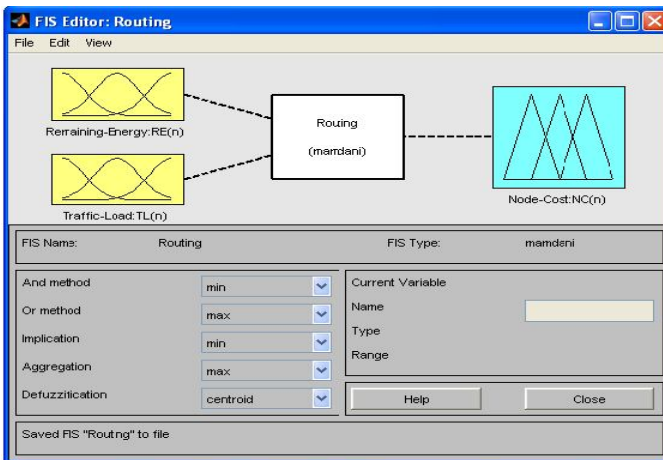 FIS Editor: Routing
File Edit View
Remaining-Energy:RE(n)
Traffic-Load:TL(n)
Routing
(mamdani)
Node-Cost:NC(n)
FIS Name: Routing FIS Type: mamdani
And method min
Or method max
Implication min
Aggregation max
Defuzzification centroid
Current Variable
Name
Type
Range
Help Close
Saved FIS "Routng" to file